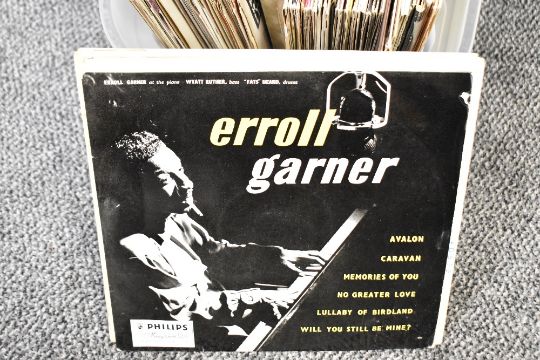 ERROLL GARNER at the piano WYATT RUTHER, bass "FATS" HEARD, drums
erroll
garner
AVALON
CARAVAN
MEMORIES OF YOU
NO GREATER LOVE
LULLABY OF BIRDLAND
WILL YOU STILL BE MINE?
PHILIPS